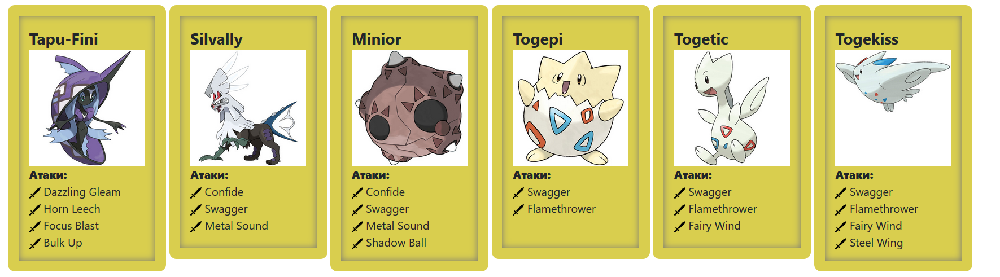 Tapu-Fini
Атаки:
Dazzling Gleam
Horn Leech
Focus Blast
Bulk Up
Silvally
Атаки:
Confide
Swagger
Metal Sound
Minior
Атаки:
Confide
Swagger
Metal Sound
Shadow Ball
Togepi
Атаки:
Swagger
Flamethrower
Togetic
Атаки:
Swagger
Flamethrower
Fairy Wind
Togekiss
Атаки:
Swagger
Flamethrower
Fairy Wind
Steel Wing